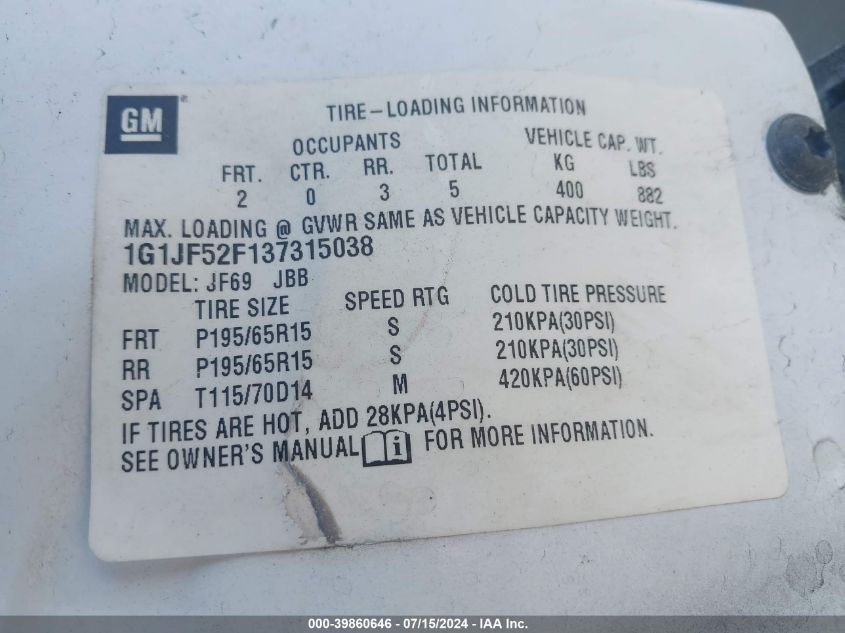 GM
TIRE-LOADING INFORMATION
OCCUPANTS VEHICLE CAP. WT.
FRT. CTR. RR. TOTAL KG LBS
2 0 3 5 400 882
MAX. LOADING @ GVWR SAME AS VEHICLE CAPACITY WEIGHT.
1G1JF52F137315038
MODEL: JF69 JBB
TIRE SIZE SPEED RTG COLD TIRE PRESSURE
FRT P195/65R15 S 210KPA(30PSI)
RR P195/65R15 S 210KPA(30PSI)
SPA T115/70D14 M 420KPA(60PSI)
IF TIRES ARE HOT, ADD 28KPA(4PSI).
SEE OWNER'S MANUAL i FOR MORE INFORMATION.
000-39860646 - 07/15/2024 - IAA Inc.